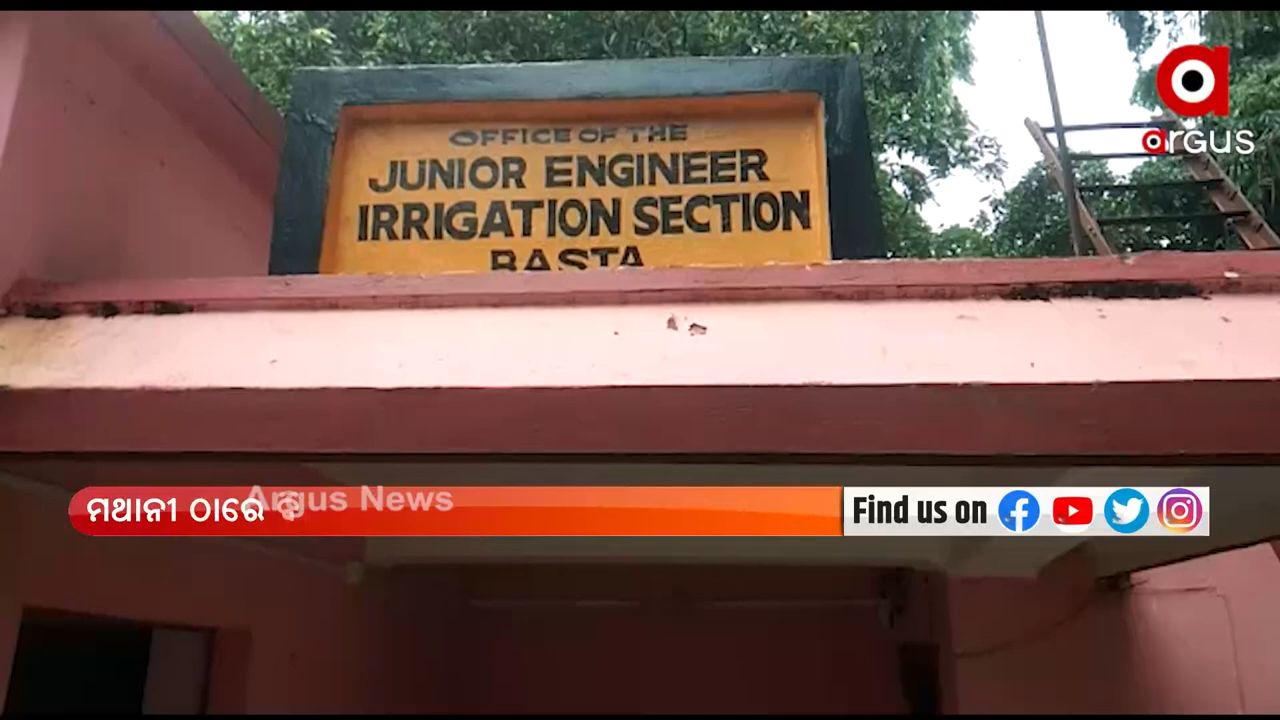 OFFICE OF THE
JUNIOR ENGINEER
IRRIGATION SECTION
BASTA
argus
ମଥାନୀ ଠାରେ
Argus News
Find us on